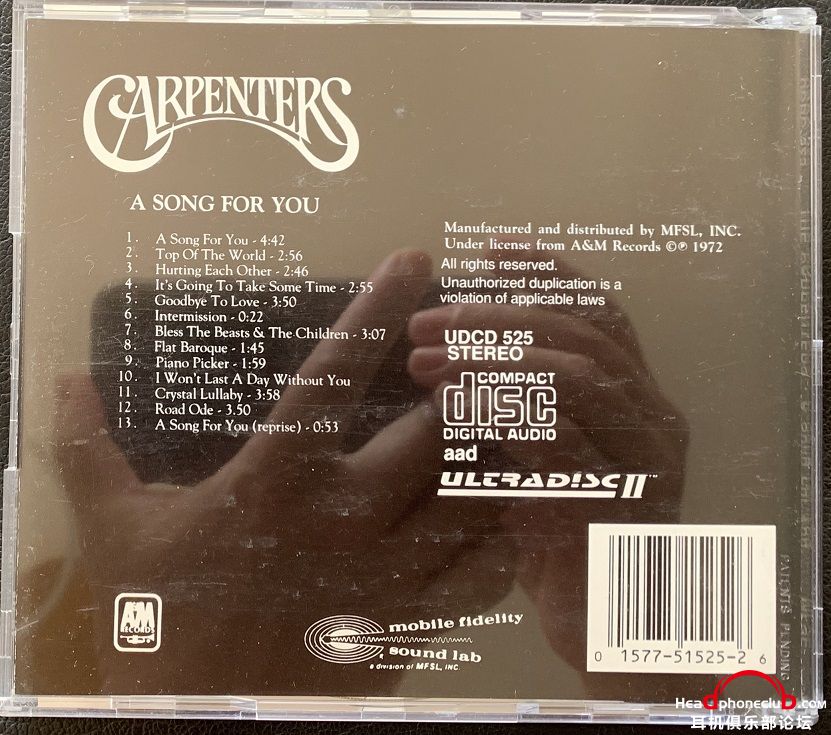 CARPENTERS
A SONG FOR YOU
1. A Song For You - 4:42
2. Top Of The World - 2:56
3. Hurting Each Other - 2:46
4. It's Going To Take Some Time - 2:55
5. Goodbye To Love - 3:50
6. Intermission - 0:22
7. Bless The Beasts & The Children - 3:07
8. Flat Baroque - 1:45
9. Piano Picker - 1:59
10. I Won't Last A Day Without You
11. Crystal Lullaby - 3:58
12. Road Ode - 3.50
13. A Song For You (reprise) - 0:53
Manufactured and distributed by MFSL, INC.
Under license from A&M Records ©℗ 1972
All rights reserved.
Unauthorized duplication is a
violation of applicable laws
UDCD 525
STEREO
COMPACT
disc
DIGITAL AUDIO
aad
ULTRADISC II™
A&M
RECORDS
mobile fidelity
sound lab
a division of MFSL, INC.
0 1577-51525-2 6
PATENTS PENDING
Headphoneclub.com
耳机俱乐部论坛